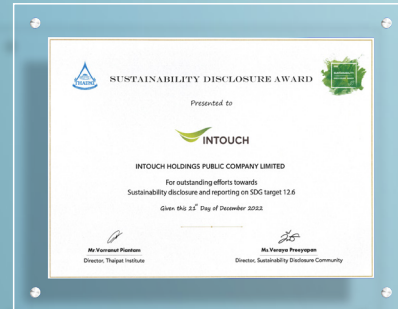 THAIPAT
SUSTAINABILITY DISCLOSURE AWARD
Presented to
INTOUCH
INTOUCH HOLDINGS PUBLIC COMPANY LIMITED
For outstanding efforts towards
Sustainability disclosure and reporting on SDG target 12.6
Given this 21st Day of December 2022
Mr.Vorranut Piantam
Director, Thaipat Institute
Ms.Veraya Preeyapan
Director, Sustainability Disclosure Community